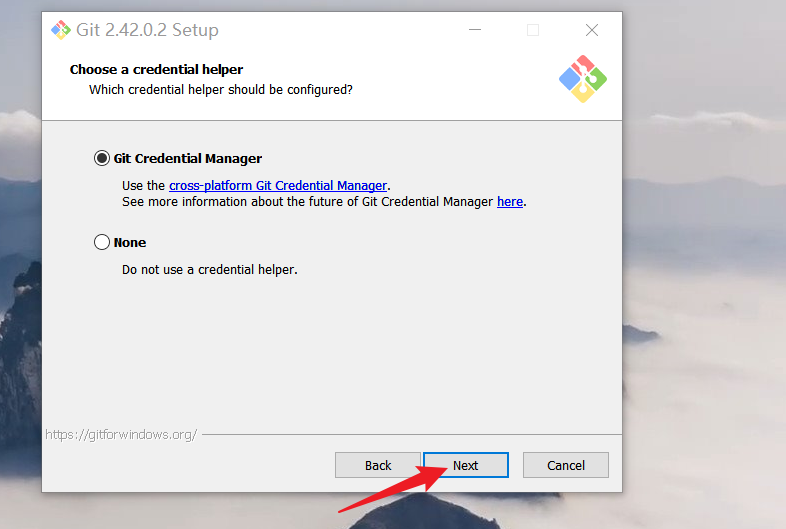 Git 2.42.0.2 Setup
Choose a credential helper
Which credential helper should be configured?
Git Credential Manager
Use the cross-platform Git Credential Manager.
See more information about the future of Git Credential Manager here.
None
Do not use a credential helper.
https://gitforwindows.org/
Back Next Cancel